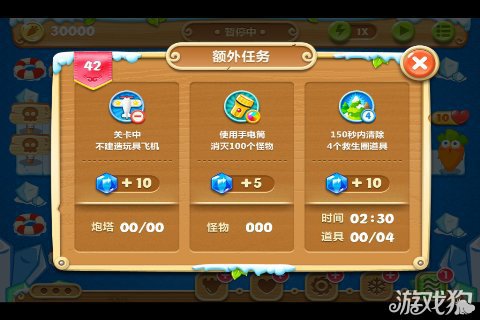 30000
暂停中
1X
额外任务
42
关卡中
不建造玩具飞机
+10
炮塔 00/00
使用手电筒
消灭100个怪物
+5
怪物 000
4
150秒内清除
4个救生圈道具
+10
时间 02:30
道具 00/04
10
1
游戏狗